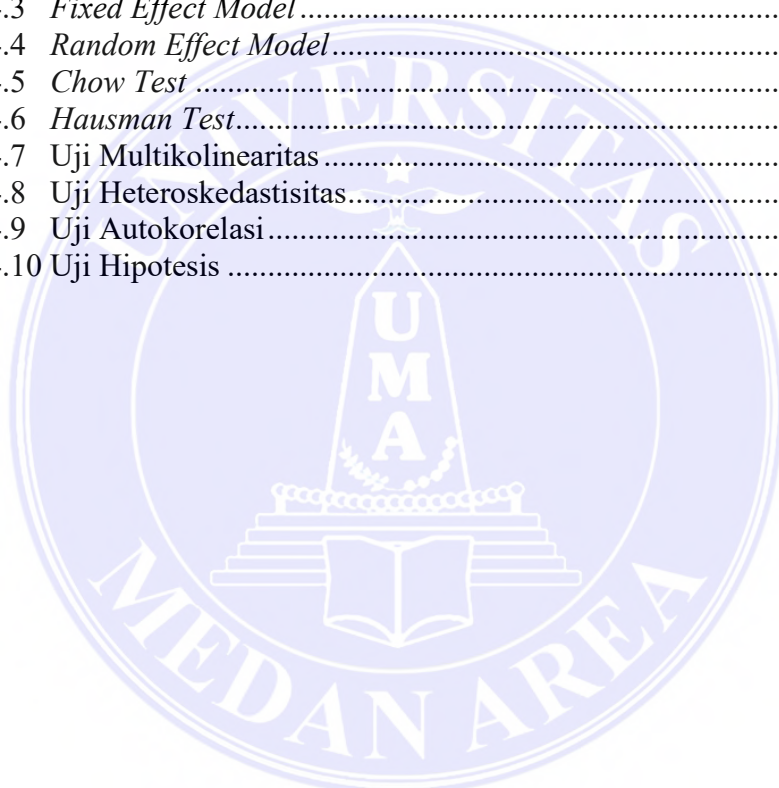 .3 Fixed Effect Model..............................................................
.4 Random Effect Model..........................................................
.5 Chow Test ..........................................................................
.6 Hausman Test.....................................................................
.7 Uji Multikolinearitas...........................................................
.8 Uji Heteroskedastisitas........................................................
.9 Uji Autokorelasi..................................................................
.10 Uji Hipotesis .....................................................................
UNIVERSITAS
U
M
A
MEDAN AREA